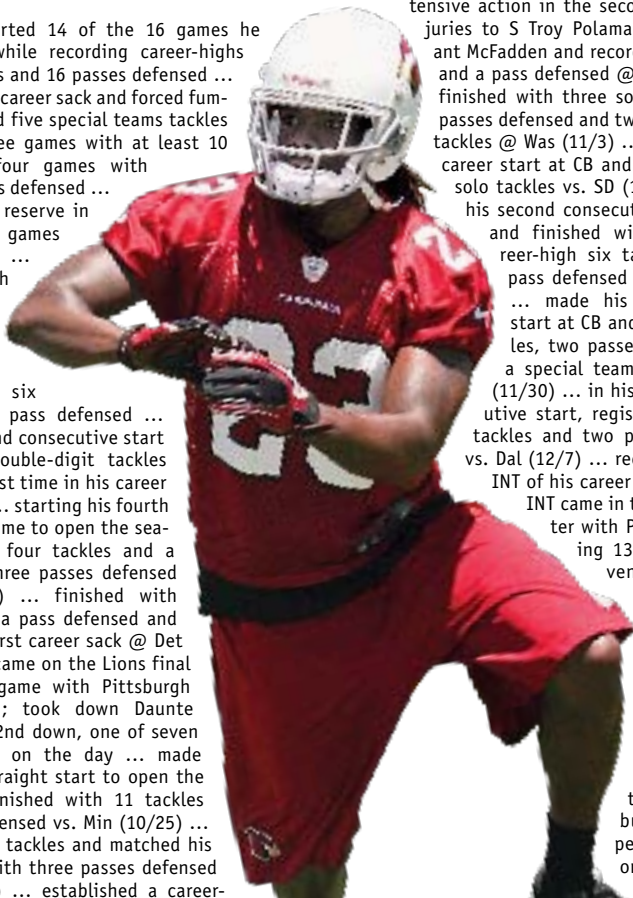 rted 14 of the 16 games he
while recording career-highs
s and 16 passes defensed ...
career sack and forced fum-
d five special teams tackles
ee games with at least 10
four games with
s defensed ...
reserve in
games
...
h
six
pass defensed ...
nd consecutive start
ouble-digit tackles
st time in his career
.. starting his fourth
me to open the sea-
four tackles and a
hree passes defensed
) ... finished with
a pass defensed and
rst career sack @ Det
came on the Lions final
game with Pittsburgh
; took down Daunte
2nd down, one of seven
on the day ... made
raight start to open the
nished with 11 tackles
ensed vs. Min (10/25) ...
tackles and matched his
ith three passes defensed
) ... established a career-
tensive action in the seco
juries to S Troy Polama
ant McFadden and recor
and a pass defensed @
finished with three so
passes defensed and tw
tackles @ Was (11/3) ..
career start at CB and
solo tackles vs. SD (1
his second consecut
and finished wi
reer-high six ta
pass defensed
... made his
start at CB and
les, two passe
a special team
(11/30) ... in his
utive start, regis
tackles and two p
vs. Dal (12/7) ... re
INT of his career
INT came in t
ter with P
ing 13
ven
t
bu
pe
or
23